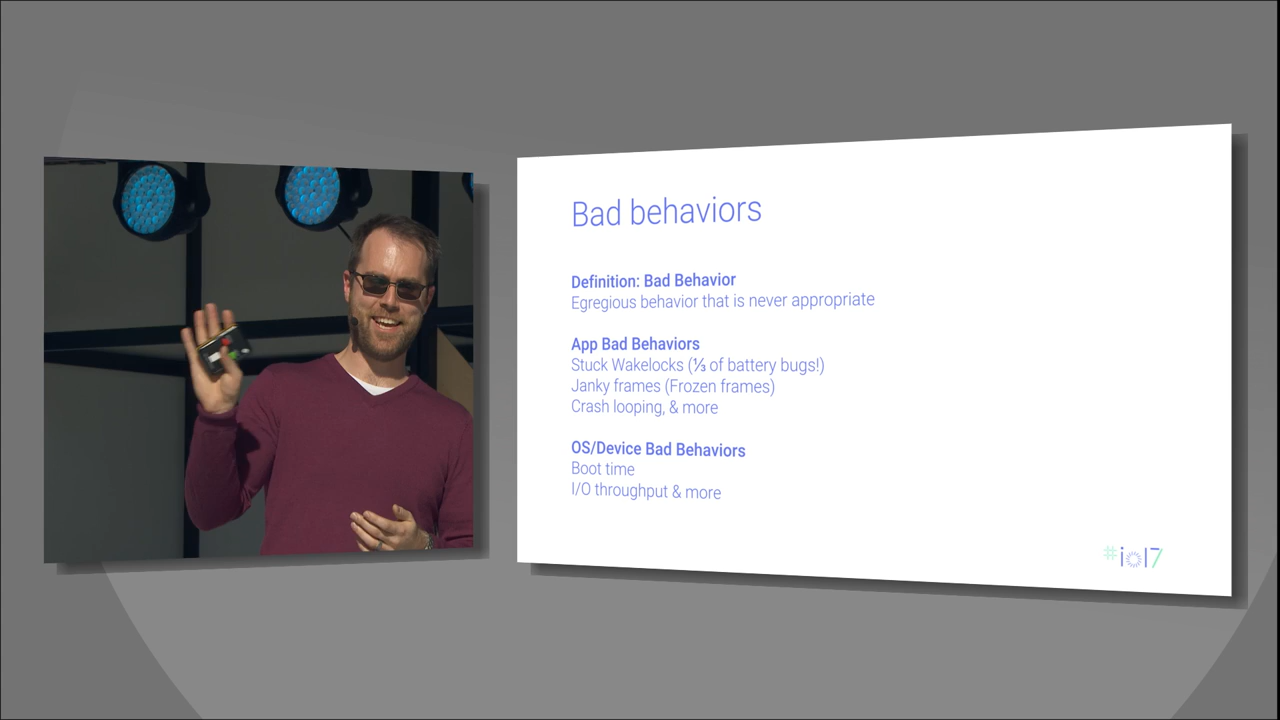 Bad behaviors
Definition: Bad Behavior
Egregious behavior that is never appropriate
App Bad Behaviors
Stuck Wakelocks (⅓ of battery bugs!)
Janky frames (Frozen frames)
Crash looping, & more
OS/Device Bad Behaviors
Boot time
I/O throughput & more
#io17